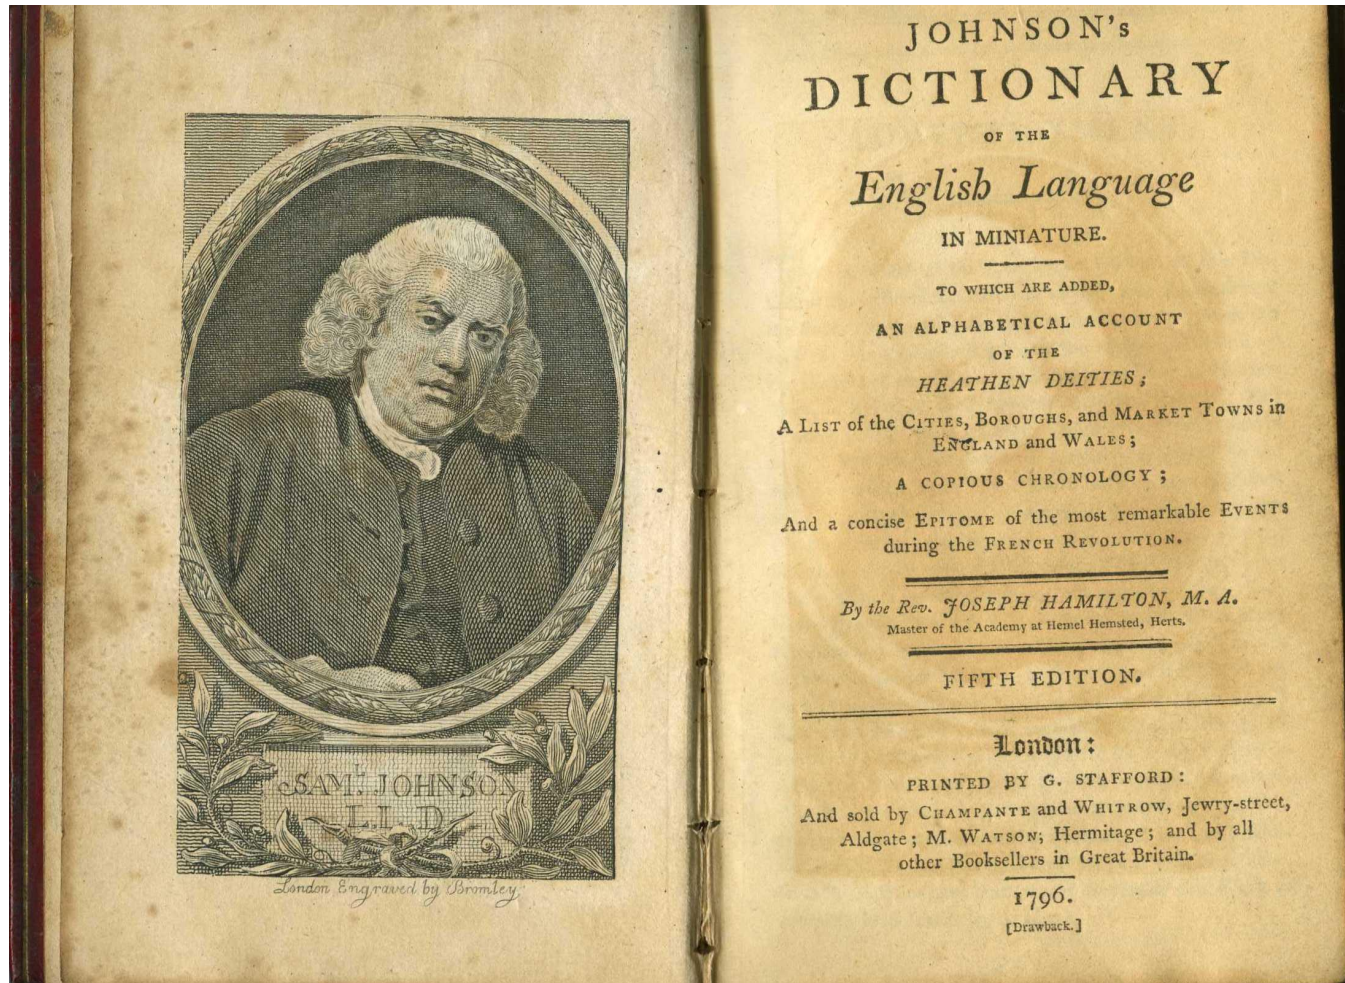 SAMˡ. JOHNSON
L.L.D.
London Engraved by Bromley.
JOHNSON's
DICTIONARY
OF THE
English Language
IN MINIATURE.
TO WHICH ARE ADDED,
AN ALPHABETICAL ACCOUNT
OF THE
HEATHEN DEITIES;
A LIST of the CITIES, BOROUGHS, and MARKET TOWNS in
ENGLAND and WALES;
A COPIOUS CHRONOLOGY;
And a concise EPITOME of the most remarkable EVENTS
during the FRENCH REVOLUTION.
By the Rev. JOSEPH HAMILTON, M. A.
Master of the Academy at Hemel Hemsted, Herts.
FIFTH EDITION.
London:
PRINTED BY G. STAFFORD:
And sold by CHAMPANTE and WHITROW, Jewry-street,
Aldgate; M. WATSON, Hermitage; and by all
other Booksellers in Great Britain.
1796.
[Drawback.]